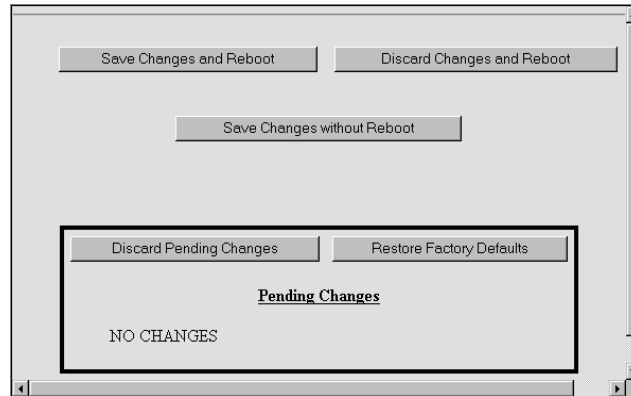 Save Changes and Reboot
Discard Changes and Reboot
Save Changes without Reboot
Discard Pending Changes
Restore Factory Defaults
Pending Changes
NO CHANGES